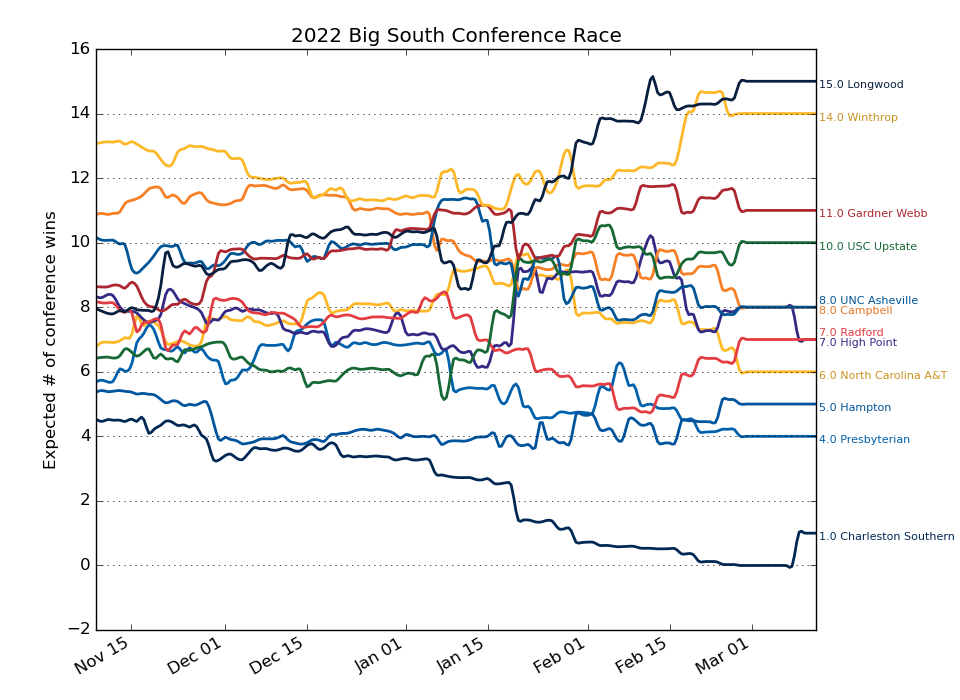 2022 Big South Conference Race
Expected # of conference wins
16
14
12
10
8
6
4
2
0
−2
Nov 15
Dec 01
Dec 15
Jan 01
Jan 15
Feb 01
Feb 15
Mar 01
15.0 Longwood
14.0 Winthrop
11.0 Gardner Webb
10.0 USC Upstate
8.0 UNC Asheville
8.0 Campbell
7.0 Radford
7.0 High Point
6.0 North Carolina A&T
5.0 Hampton
4.0 Presbyterian
1.0 Charleston Southern